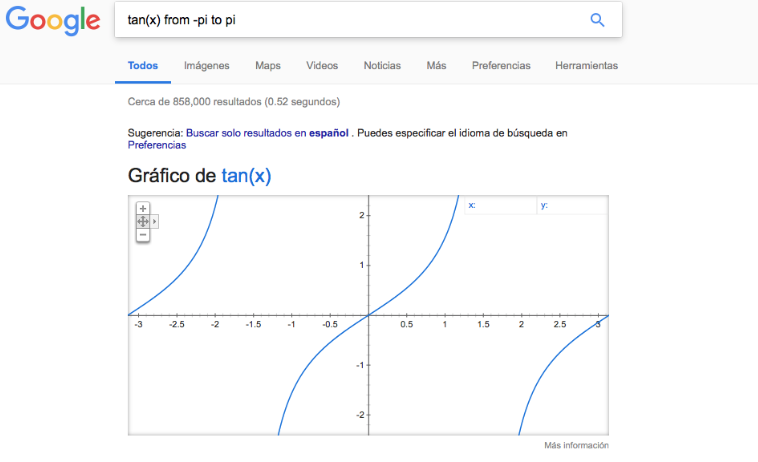 Google
tan(x) from -pi to pi
Todos Imágenes Maps Videos Noticias Más Preferencias Herramientas
Cerca de 858,000 resultados (0.52 segundos)
Sugerencia: Buscar solo resultados en español . Puedes especificar el idioma de búsqueda en
Preferencias
Gráfico de tan(x)
x: y:
2
1
-3 -2.5 -2 -1.5 -1 -0.5 0 0.5 1 1.5 2 2.5 3
-1
-2
Más información